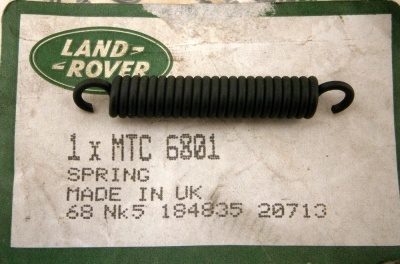 LAND-
-ROVER
1 x MTC 6801
SPRING
MADE IN UK
68 Nk5 184835 20713